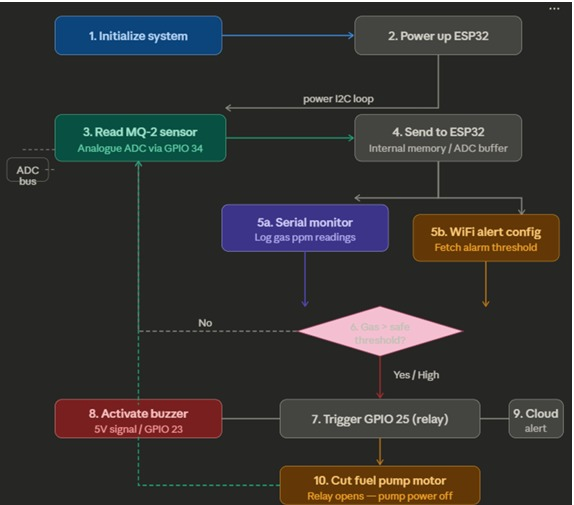 1. Initialize system
2. Power up ESP32
power I2C loop
3. Read MQ-2 sensor
Analogue ADC via GPIO 34
4. Send to ESP32
Internal memory / ADC buffer
ADC
bus
5a. Serial monitor
Log gas ppm readings
5b. WiFi alert config
Fetch alarm threshold
No
6. Gas > safe
threshold?
Yes / High
8. Activate buzzer
5V signal / GPIO 23
7. Trigger GPIO 25 (relay)
9. Cloud
alert
10. Cut fuel pump motor
Relay opens — pump power off